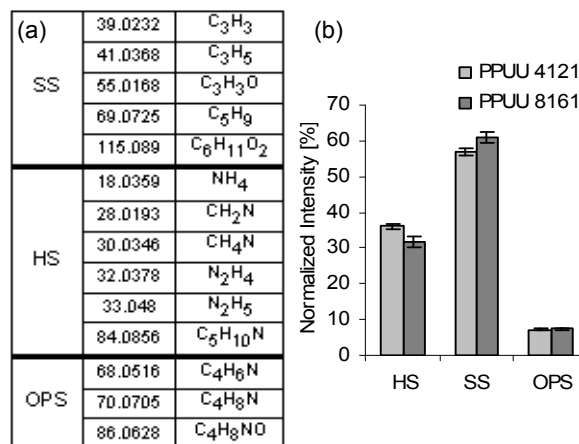 (a)
SS
39.0232 C3H3
41.0368 C3H5
55.0168 C3H3O
69.0725 C5H9
115.089 C6H11O2
HS
18.0359 NH4
28.0193 CH2N
30.0346 CH4N
32.0378 N2H4
33.048 N2H5
84.0856 C5H10N
OPS
68.0516 C4H6N
70.0705 C4H8N
86.0628 C4H8NO
(b)
PPUU 4121
PPUU 8161
Normalized Intensity [%]
70
60
50
40
30
20
10
0
HS SS OPS